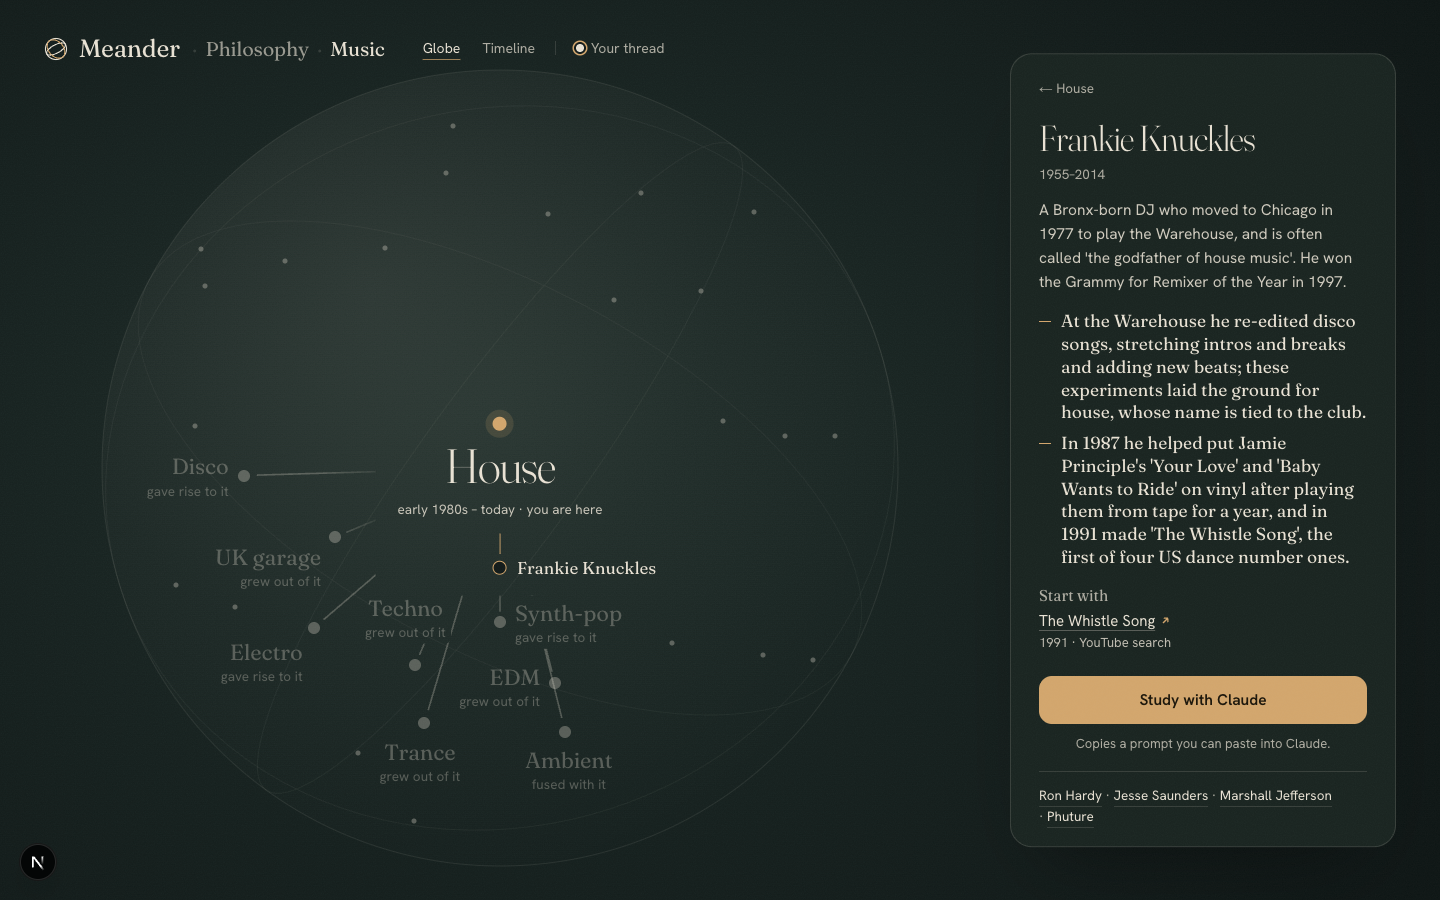 Meander · Philosophy · Music
Globe Timeline Your thread
Disco
gave rise to it
House
early 1980s – today · you are here
UK garage
grew out of it
Frankie Knuckles
Techno
grew out of it
Synth-pop
gave rise to it
Electro
gave rise to it
EDM
grew out of it
Trance
grew out of it
Ambient
fused with it
N
← House
Frankie Knuckles
1955–2014
A Bronx-born DJ who moved to Chicago in
1977 to play the Warehouse, and is often
called 'the godfather of house music'. He won
the Grammy for Remixer of the Year in 1997.
— At the Warehouse he re-edited disco
songs, stretching intros and breaks
and adding new beats; these
experiments laid the ground for
house, whose name is tied to the club.
— In 1987 he helped put Jamie
Principle's 'Your Love' and 'Baby
Wants to Ride' on vinyl after playing
them from tape for a year, and in
1991 made 'The Whistle Song', the
first of four US dance number ones.
Start with
The Whistle Song ↗
1991 · YouTube search
Study with Claude
Copies a prompt you can paste into Claude.
Ron Hardy · Jesse Saunders · Marshall Jefferson
· Phuture